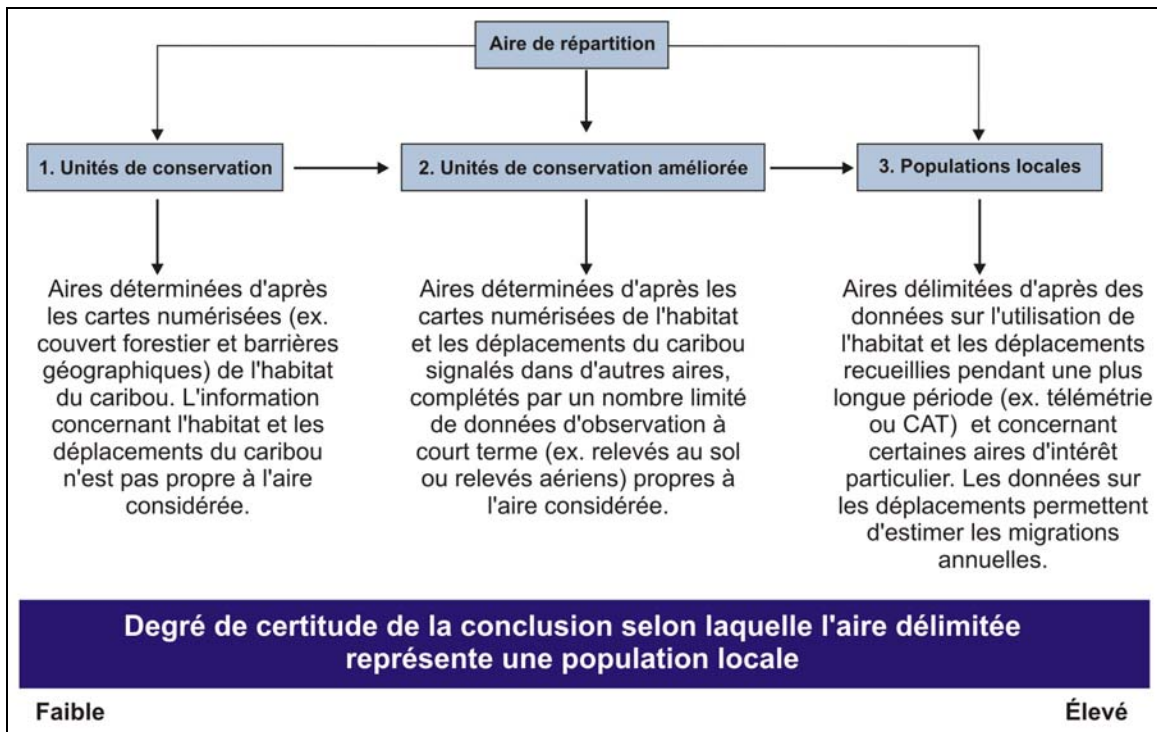 Aire de répartition
1. Unités de conservation
2. Unités de conservation améliorée
3. Populations locales
Aires déterminées d'après
les cartes numérisées (ex.
couvert forestier et barrières
géographiques) de l'habitat
du caribou. L'information
concernant l'habitat et les
déplacements du caribou
n'est pas propre à l'aire
considérée.
Aires déterminées d'après les
cartes numérisées de l'habitat
et les déplacements du caribou
signalés dans d'autres aires,
complétés par un nombre limité
de données d'observation à
court terme (ex. relevés au sol
ou relevés aériens) propres à
l'aire considérée.
Aires délimitées d'après des
données sur l'utilisation de
l'habitat et les déplacements
recueillies pendant une plus
longue période (ex. télémétrie
ou CAT) et concernant
certaines aires d'intérêt
particulier. Les données sur
les déplacements permettent
d'estimer les migrations
annuelles.
Degré de certitude de la conclusion selon laquelle l'aire délimitée
représente une population locale
Faible
Élevé